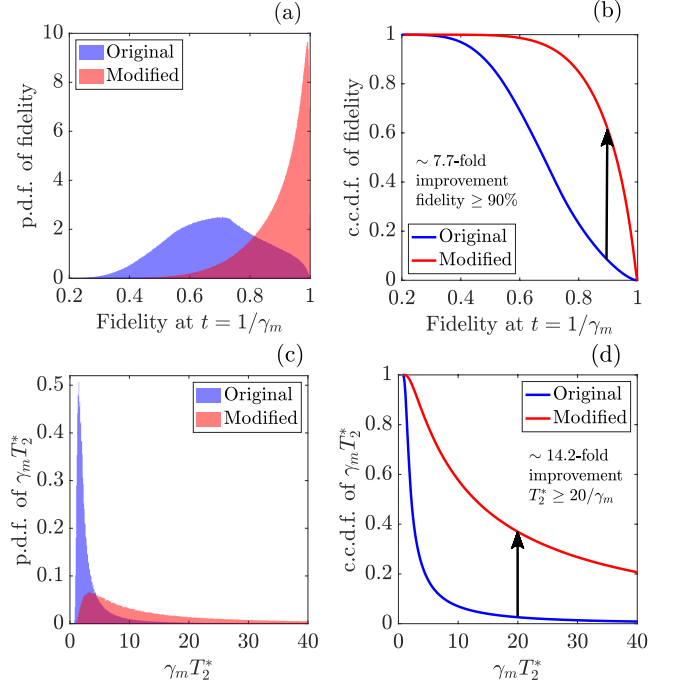 (a)
10
8
6
4
2
0
p.d.f. of fidelity
Original
Modified
0.2 0.4 0.6 0.8 1
Fidelity at t = 1/γₘ
(b)
1
0.8
0.6
0.4
0.2
0
c.c.d.f. of fidelity
∼ 7.7-fold
improvement
fidelity ≥ 90%
Original
Modified
0.2 0.4 0.6 0.8 1
Fidelity at t = 1/γₘ
(c)
0.5
0.4
0.3
0.2
0.1
0
p.d.f. of γₘT₂*
Original
Modified
0 10 20 30 40
γₘT₂*
(d)
1
0.8
0.6
0.4
0.2
0
c.c.d.f. of γₘT₂*
Original
Modified
∼ 14.2-fold
improvement
T₂* ≥ 20/γₘ
0 10 20 30 40
γₘT₂*